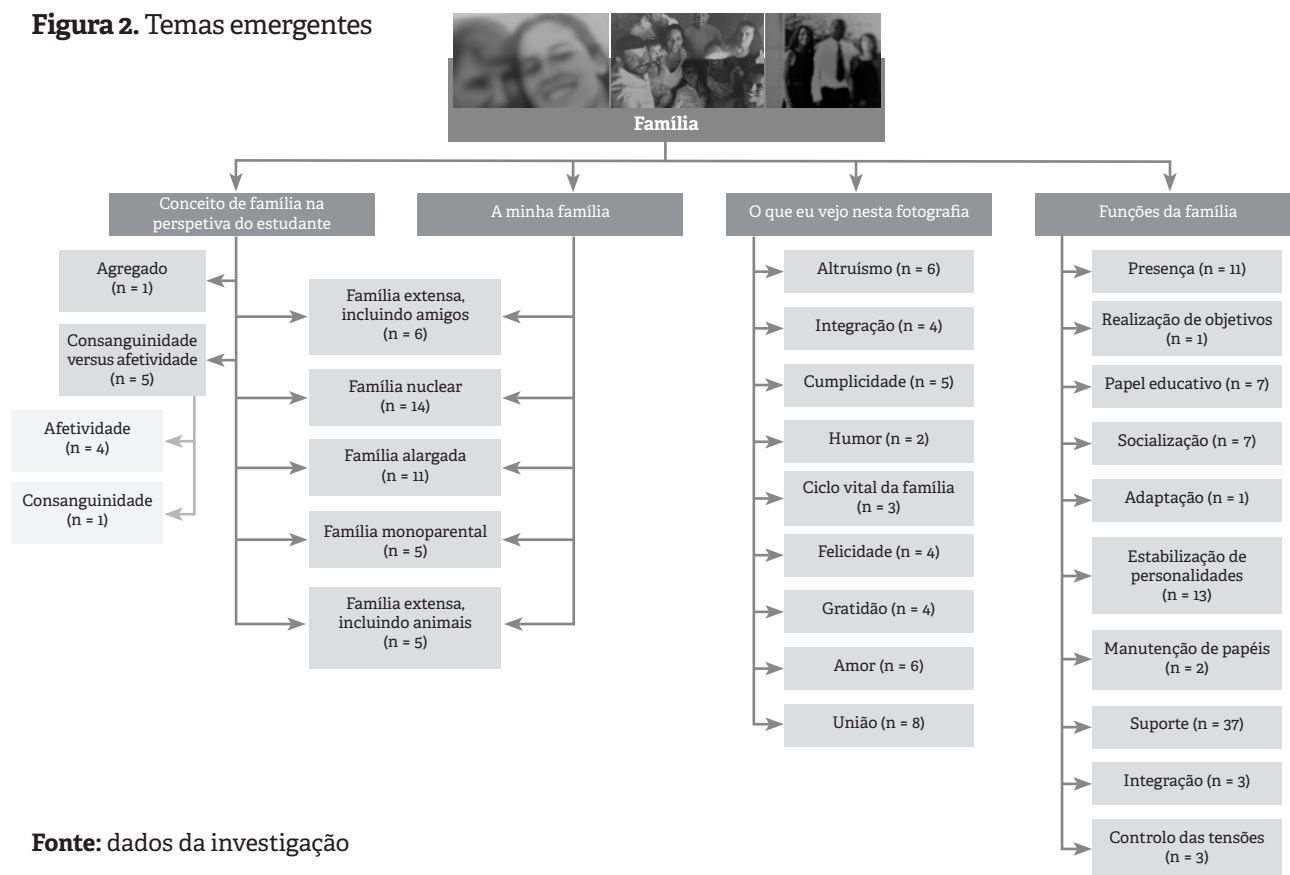 Figura 2. Temas emergentes
Família
Conceito de família na
perspetiva do estudante
A minha família
O que eu vejo nesta fotografia
Funções da família
Agregado
(n = 1)
Consanguinidade
versus afetividade
(n = 5)
Afetividade
(n = 4)
Consanguinidade
(n = 1)
Família extensa,
incluindo amigos
(n = 6)
Família nuclear
(n = 14)
Família alargada
(n = 11)
Família monoparental
(n = 5)
Família extensa,
incluindo animais
(n = 5)
Altruísmo (n = 6)
Integração (n = 4)
Cumplicidade (n = 5)
Humor (n = 2)
Ciclo vital da família
(n = 3)
Felicidade (n = 4)
Gratidão (n = 4)
Amor (n = 6)
União (n = 8)
Presença (n = 11)
Realização de objetivos
(n = 1)
Papel educativo (n = 7)
Socialização (n = 7)
Adaptação (n = 1)
Estabilização de
personalidades
(n = 13)
Manutenção de papéis
(n = 2)
Suporte (n = 37)
Integração (n = 3)
Controlo das tensões
(n = 3)
Fonte: dados da investigação